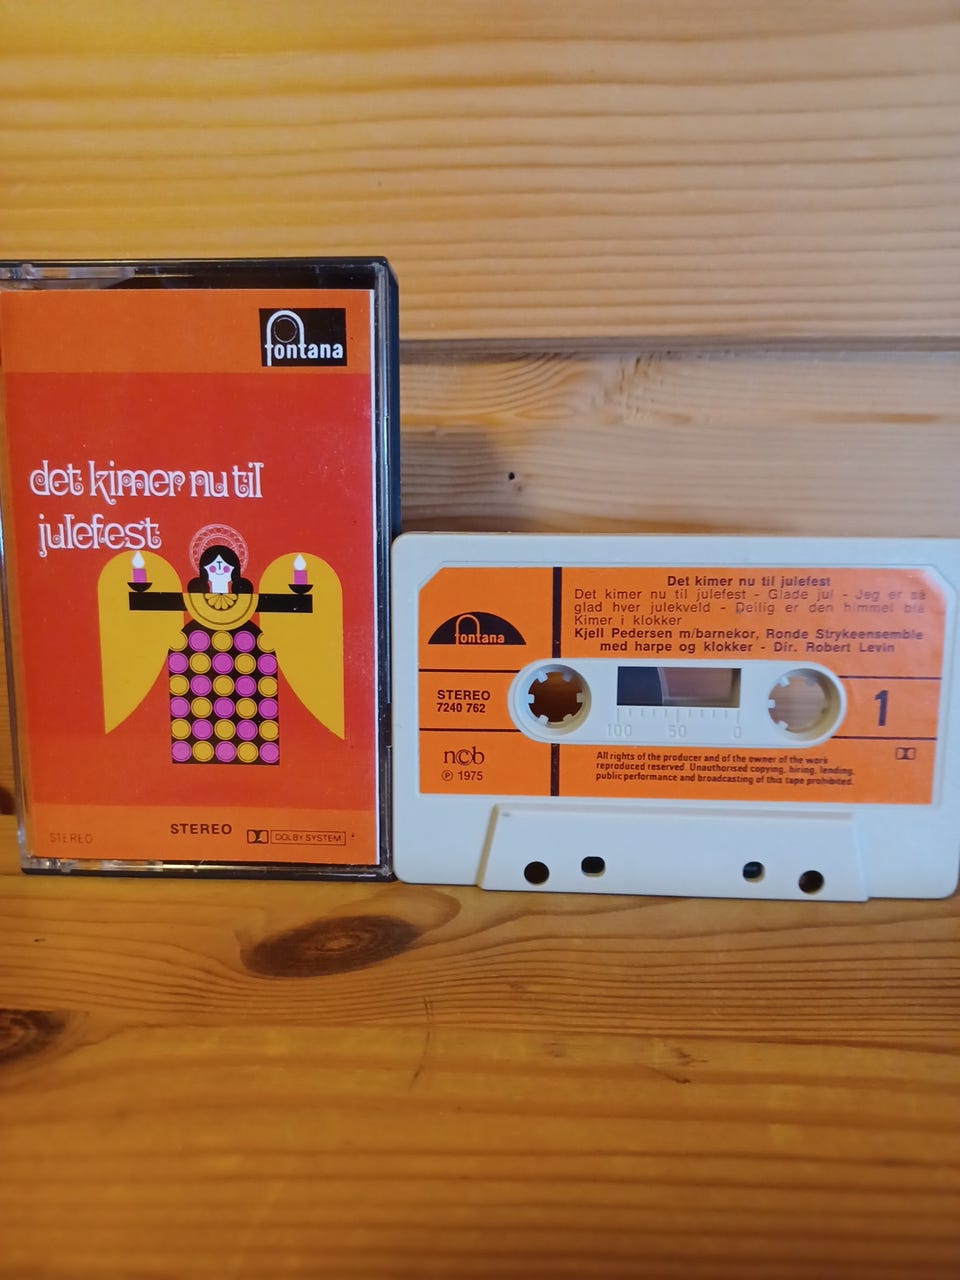 fontana
det kimer nu til
julefest
STEREO
STEREO
DOLBY SYSTEM
Det kimer nu til julefest
Det kimer nu til julefest - Glade jul - Jeg er så
glad hver julekveld - Deilig er den himmel blå
Kimer i klokker
Kjell Pedersen m/barnekor, Ronde Strykeensemble
med harpe og klokker - Dir. Robert Levin
fontana
STEREO
7240 762
1
100 50 0
ncb
℗ 1975
All rights of the producer and of the owner of the work
reproduced reserved. Unauthorised copying, hiring, lending,
public performance and broadcasting of this tape prohibited.